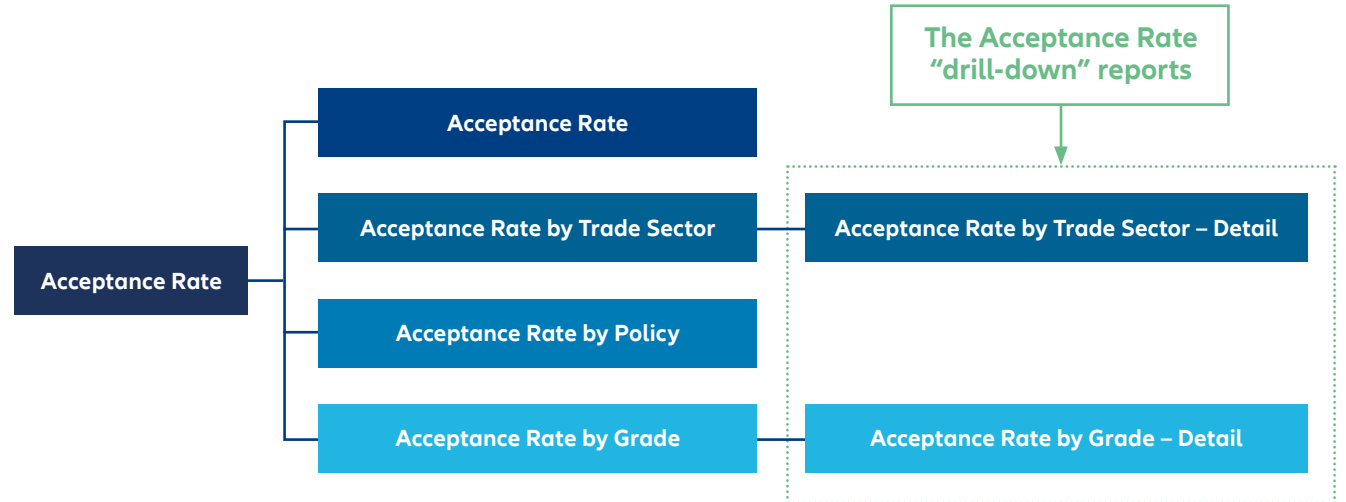 The Acceptance Rate
“drill-down” reports
Acceptance Rate
Acceptance Rate by Trade Sector
Acceptance Rate by Trade Sector – Detail
Acceptance Rate
Acceptance Rate by Policy
Acceptance Rate by Grade
Acceptance Rate by Grade – Detail